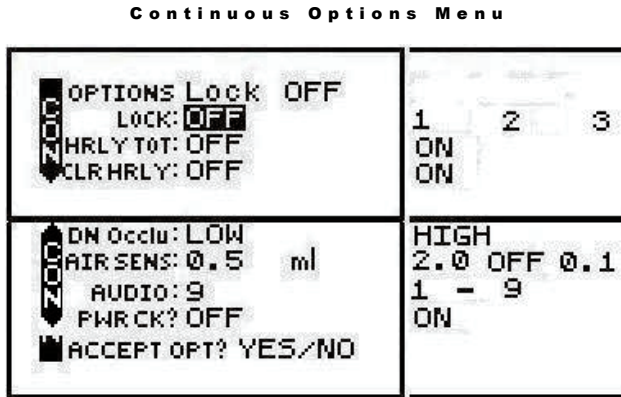 Continuous Options Menu
OPTIONS Lock OFF
LOCK: OFF 1 2 3
HRLY TOT: OFF ON
CLR HRLY: OFF ON
CON
DN Occlu: LOW HIGH
AIR SENS: 0.5 ml 2.0 OFF 0.1
AUDIO: 9 1 - 9
PWR CK? OFF ON
CON
ACCEPT OPT? YES/NO